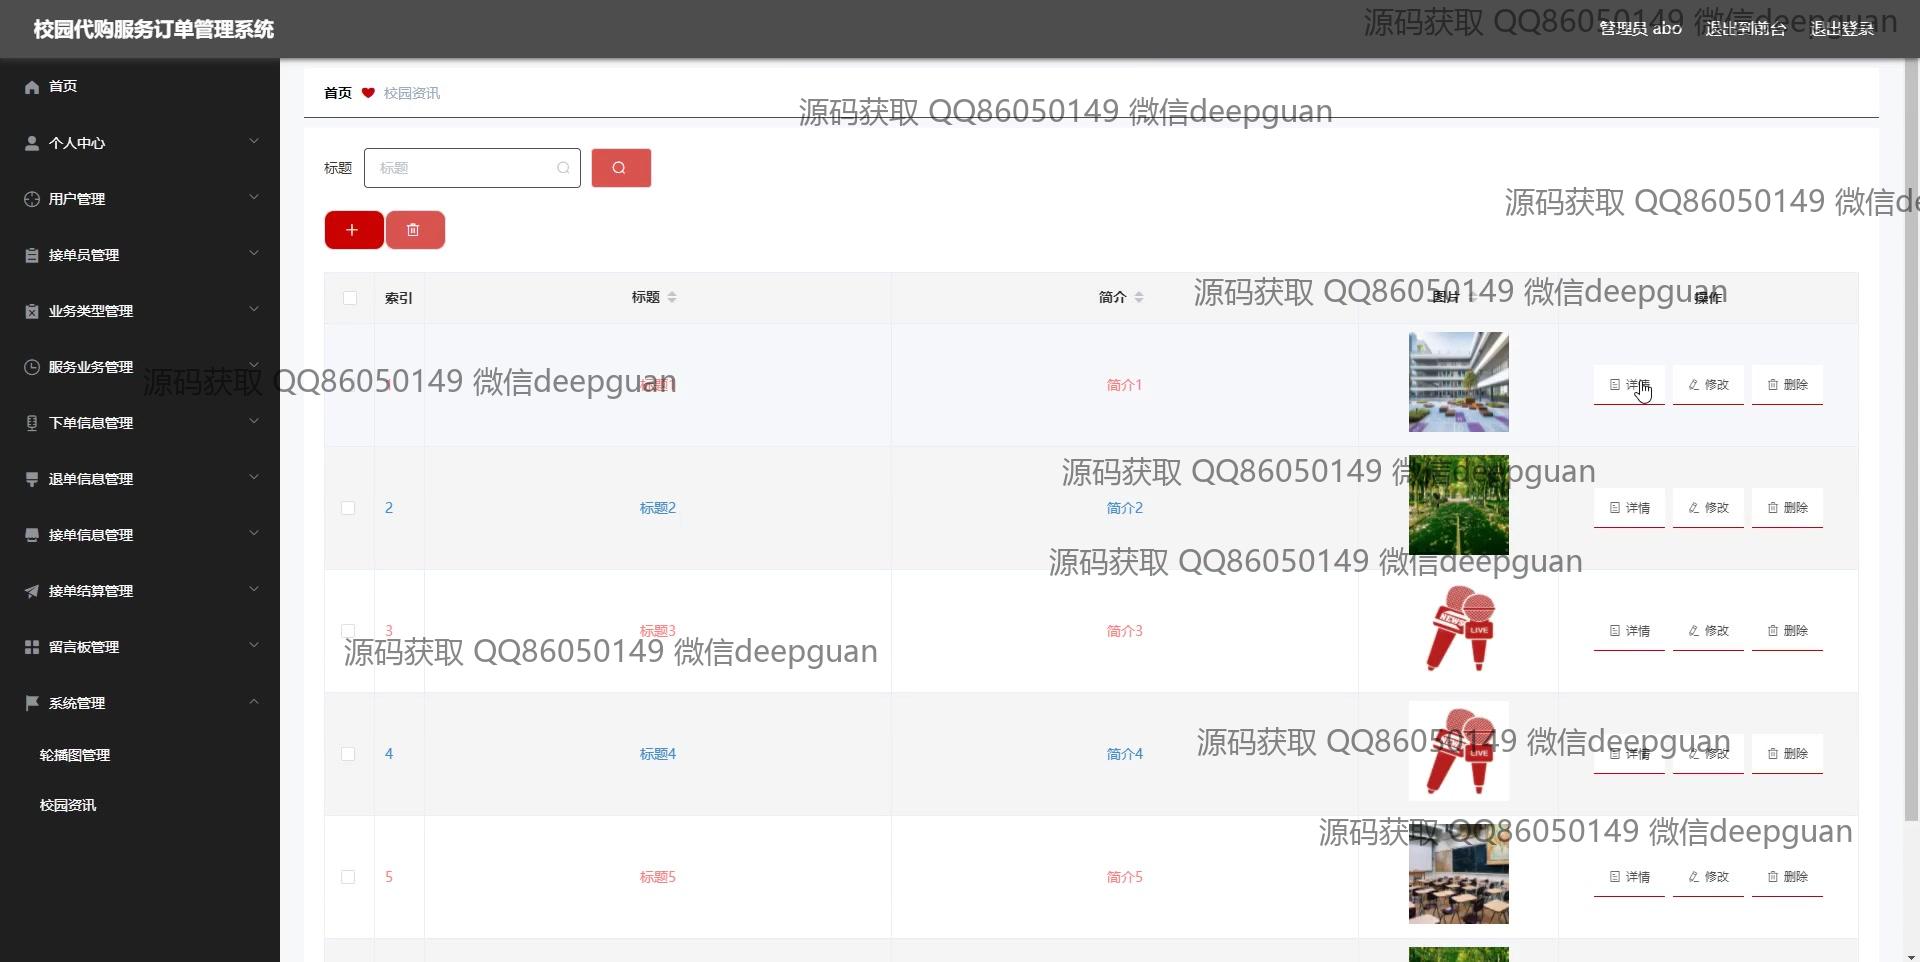 校园代购服务订单管理系统
源码获取 QQ86050149 微信deepguan
管理员 abo 退出到前台 退出登录
首页
个人中心
用户管理
接单员管理
业务类型管理
服务业务管理
下单信息管理
退单信息管理
接单信息管理
接单结算管理
留言板管理
系统管理
轮播图管理
校园资讯
首页 校园资讯
源码获取 QQ86050149 微信deepguan
标题 标题
源码获取 QQ86050149 微信de
索引 标题 简介 图片 操作
源码获取 QQ86050149 微信deepguan
1 标题1 简介1 详情 修改 删除
源码获取 QQ86050149 微信deepguan
源码获取 QQ86050149 微信deepguan
2 标题2 简介2 详情 修改 删除
源码获取 QQ86050149 微信deepguan
3 标题3 简介3 NEWS LIVE 详情 修改 删除
源码获取 QQ86050149 微信deepguan
源码获取 QQ86050149 微信deepguan
4 标题4 简介4 LIVE 详情 修改 删除
源码获取 QQ86050149 微信deepguan
5 标题5 简介5 详情 修改 删除